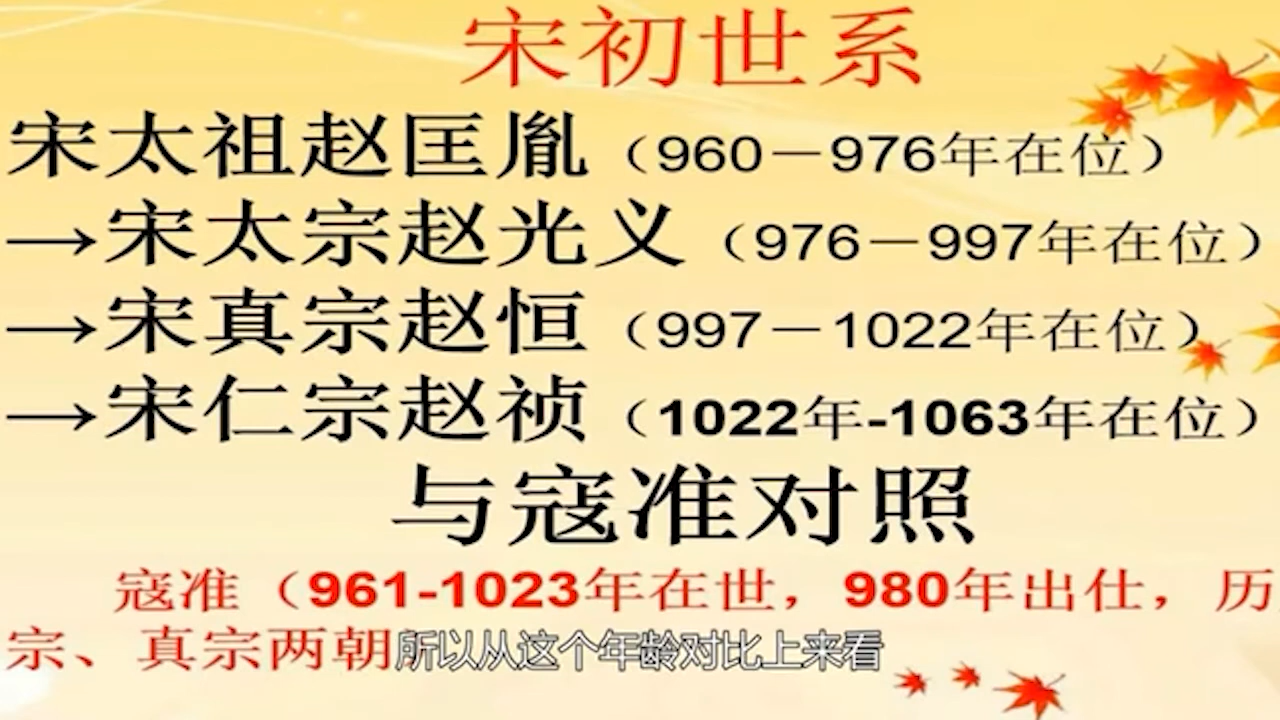 宋初世系
宋太祖赵匡胤（960－976年在位）
→宋太宗赵光义（976－997年在位）
→宋真宗赵恒（997－1022年在位）
→宋仁宗赵祯（1022年-1063年在位）
与寇准对照
寇准（961-1023年在世，980年出仕，历
宗、真宗两朝
所以从这个年龄对比上来看